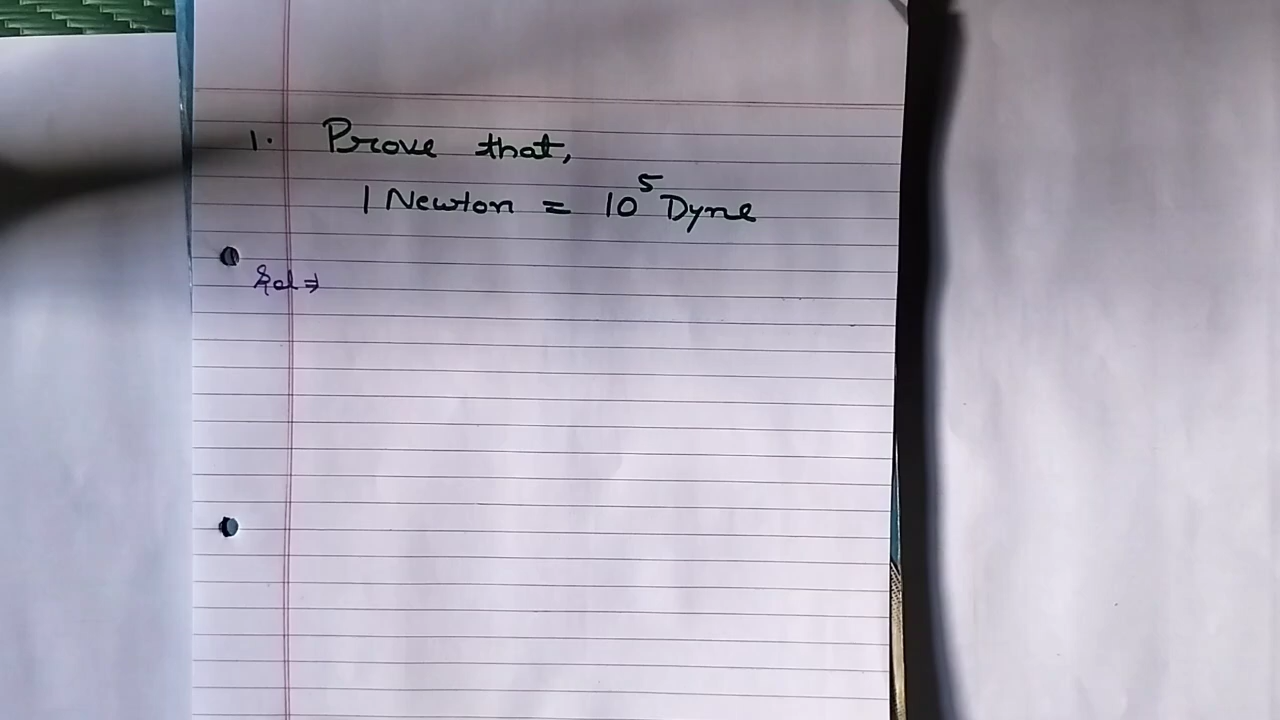 1. Prove that,
1 Newton = 10⁵ Dyne
Sol ⇒